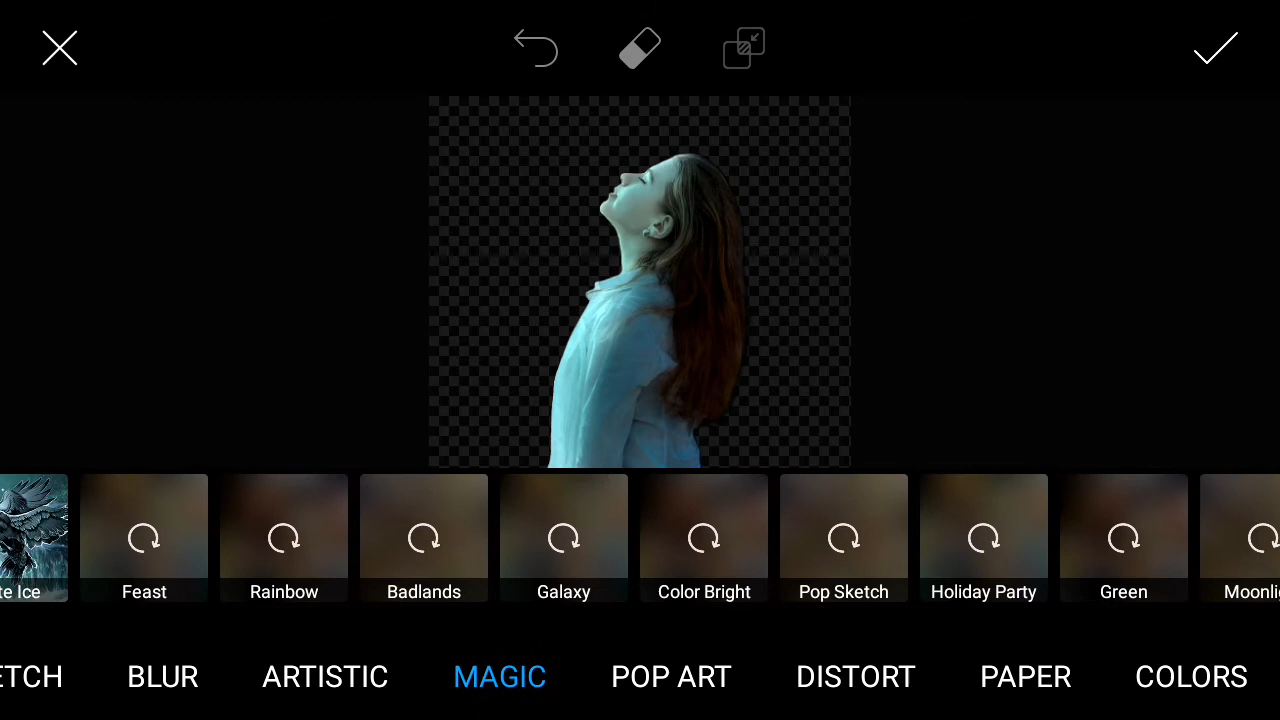 te Ice
Feast
Rainbow
Badlands
Galaxy
Color Bright
Pop Sketch
Holiday Party
Green
Moonli
ETCH
BLUR
ARTISTIC
MAGIC
POP ART
DISTORT
PAPER
COLORS